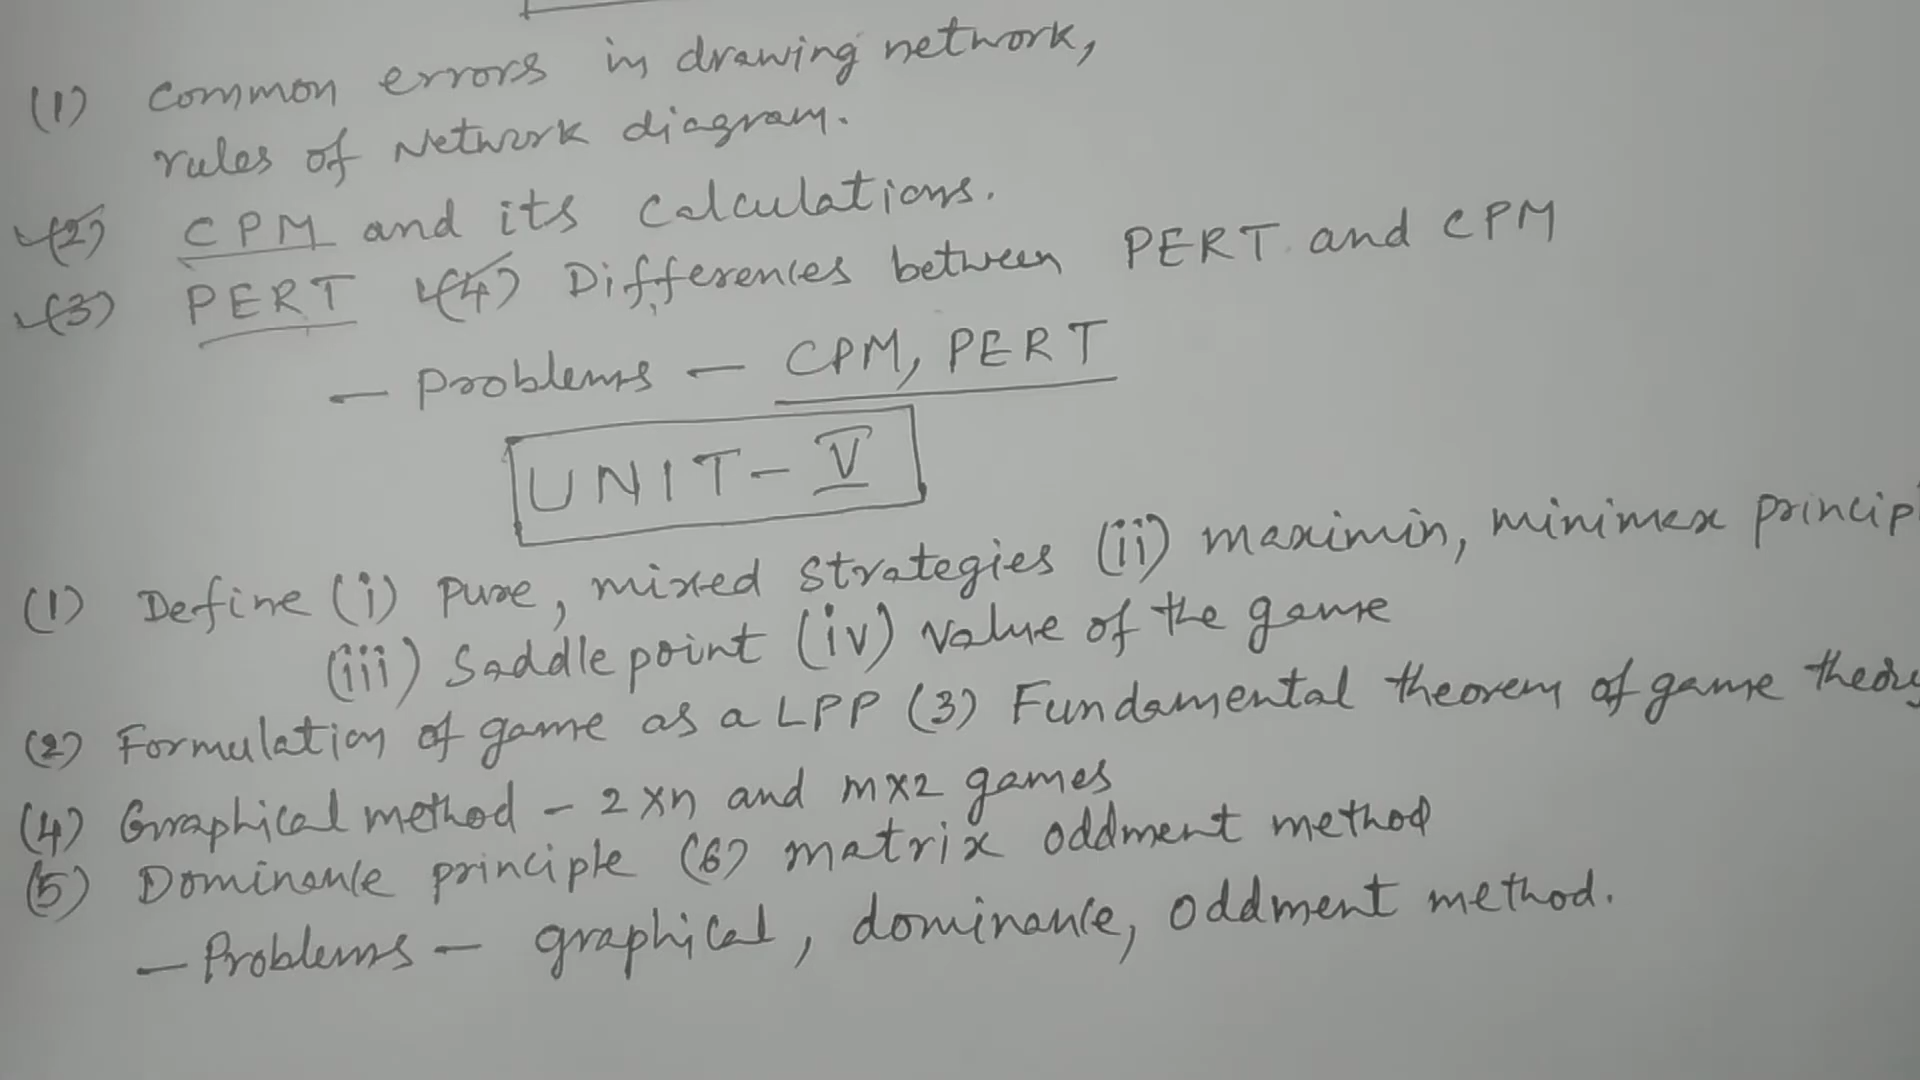 (1) Common errors in drawing network,
rules of Network diagram.
(2) CPM and its Calculations.
(3) PERT (4) Differences between PERT and CPM
- Problems - CPM, PERT
UNIT - V
(1) Define (i) Pure, mixed strategies (ii) maximin, minimax principl
(iii) Saddle point (iv) Value of the game
(2) Formulation of game as a LPP (3) Fundamental theorem of game theory
(4) Graphical method - 2xn and mx2 games
(5) Dominance principle (6) matrix oddment method
- Problems - graphical, dominance, oddment method.